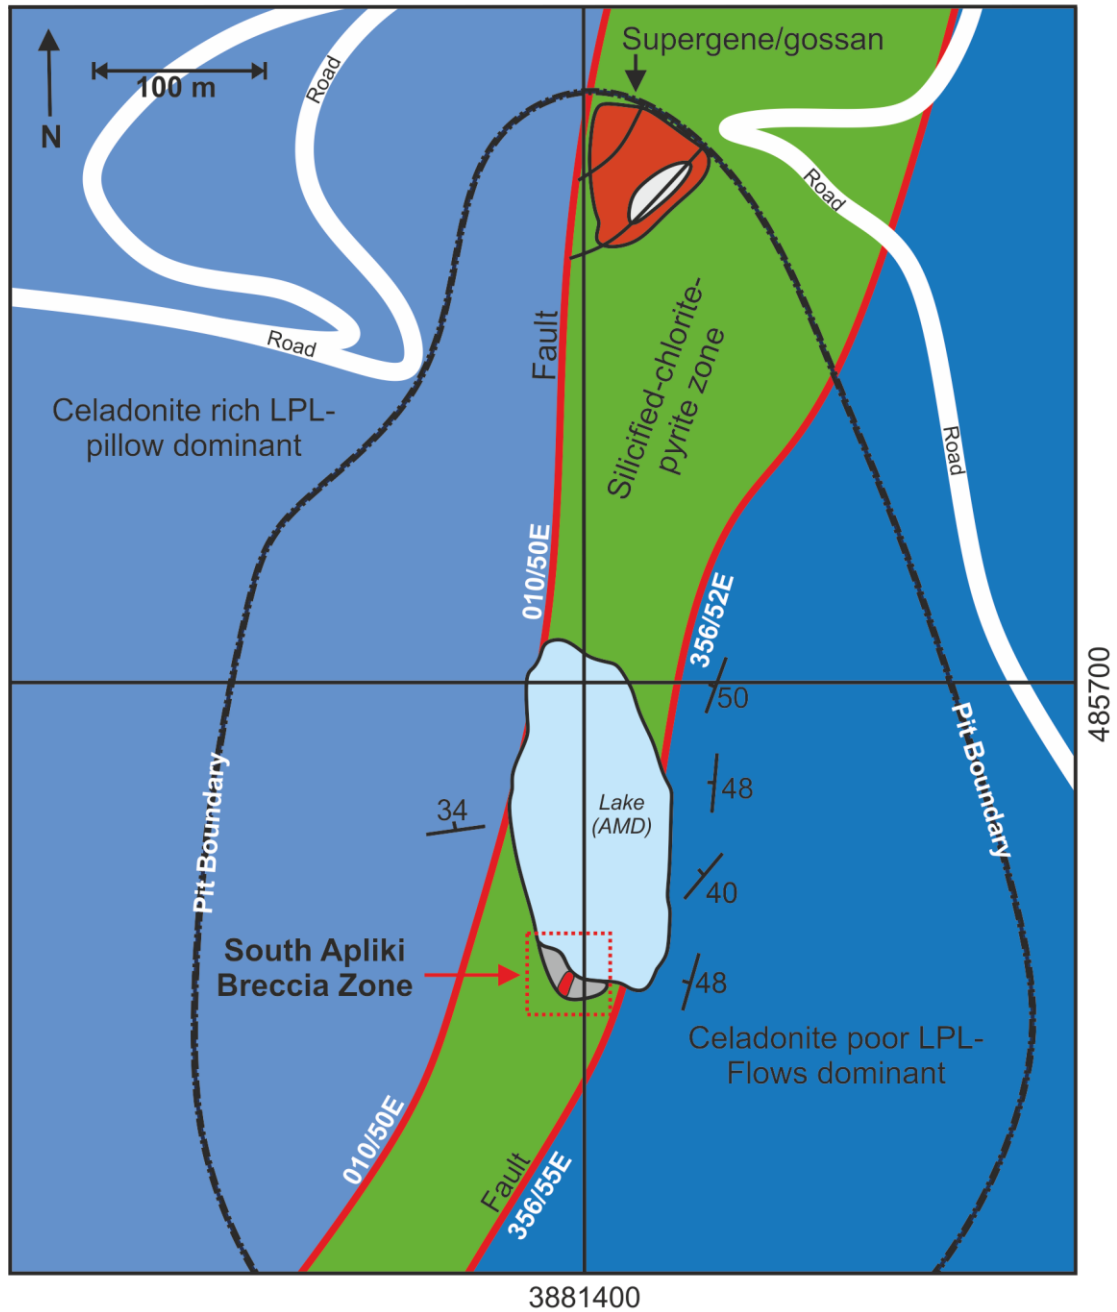 Supergene/gossan
100 m
N
Road
Road
Road
Road
Fault
Silicified-chlorite-
pyrite zone
Celadonite rich LPL-
pillow dominant
010/50E
356/52E
50
485700
48
34
Lake
(AMD)
Pit Boundary
Pit Boundary
40
South Apliki
Breccia Zone
48
Celadonite poor LPL-
Flows dominant
010/50E
Fault
356/55E
3881400